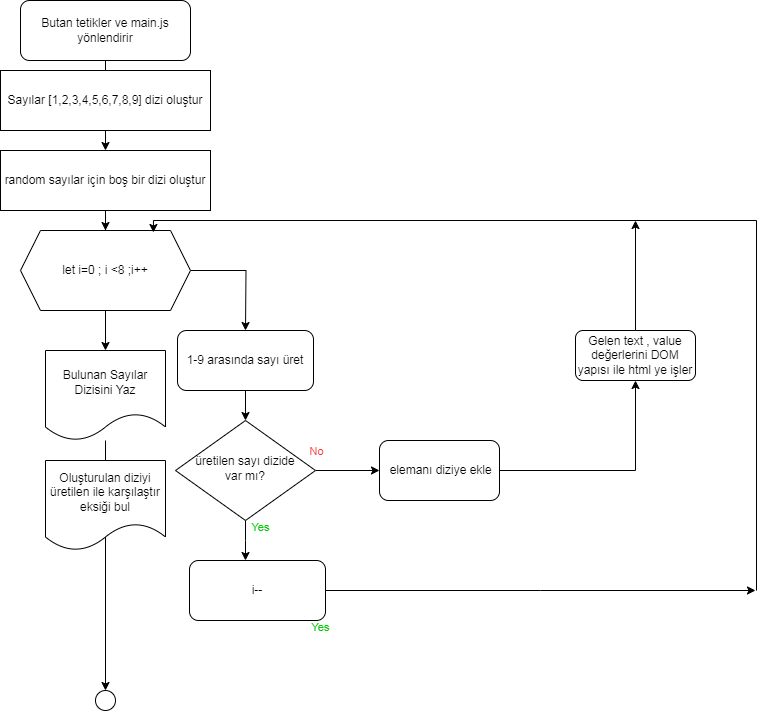 Butan tetikler ve main.js
yönlendirir
Sayılar [1,2,3,4,5,6,7,8,9] dizi oluştur
random sayılar için boş bir dizi oluştur
let i=0 ; i <8 ;i++
1-9 arasında sayı üret
Gelen text , value
değerlerini DOM
yapısı ile html ye işler
Bulunan Sayılar
Dizisini Yaz
üretilen sayı dizide
var mı?
No
elemanı diziye ekle
Oluşturulan diziyi
üretilen ile karşılaştır
eksiği bul
Yes
i--
Yes